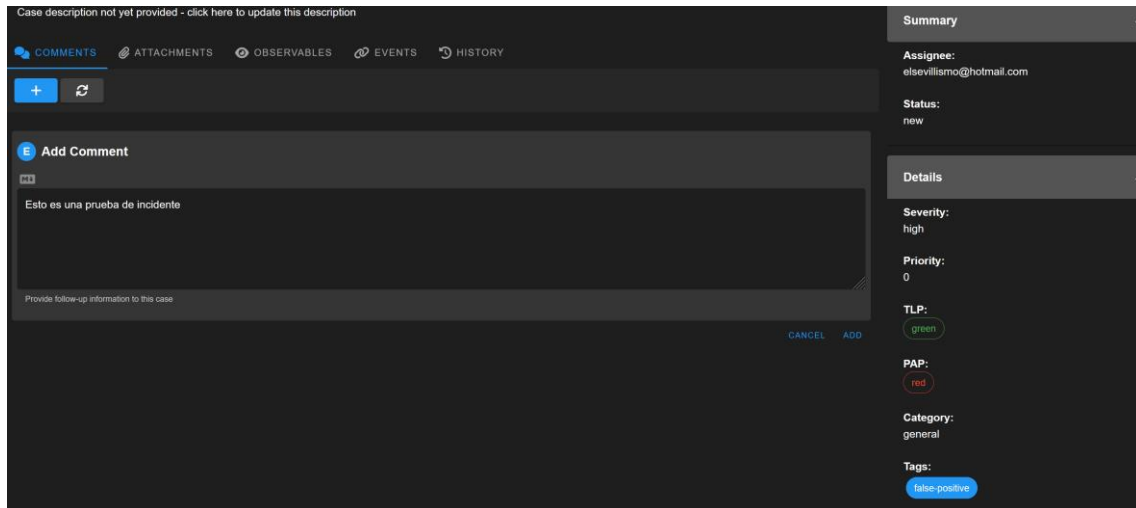 Case description not yet provided - click here to update this description
COMMENTS ATTACHMENTS OBSERVABLES EVENTS HISTORY
+
E Add Comment
Esto es una prueba de incidente
Provide follow-up information to this case
CANCEL ADD
Summary
Assignee:
elsevillismo@hotmail.com
Status:
new
Details
Severity:
high
Priority:
0
TLP:
green
PAP:
red
Category:
general
Tags:
false-positive